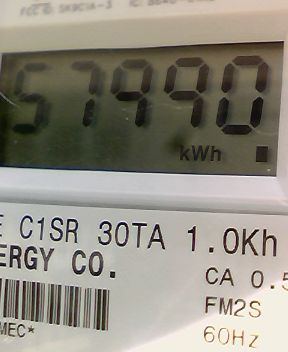 57990
kWh
C1SR 30TA 1.0Kh
ERGY CO.
CA 0.5
FM2S
60Hz
MEC*